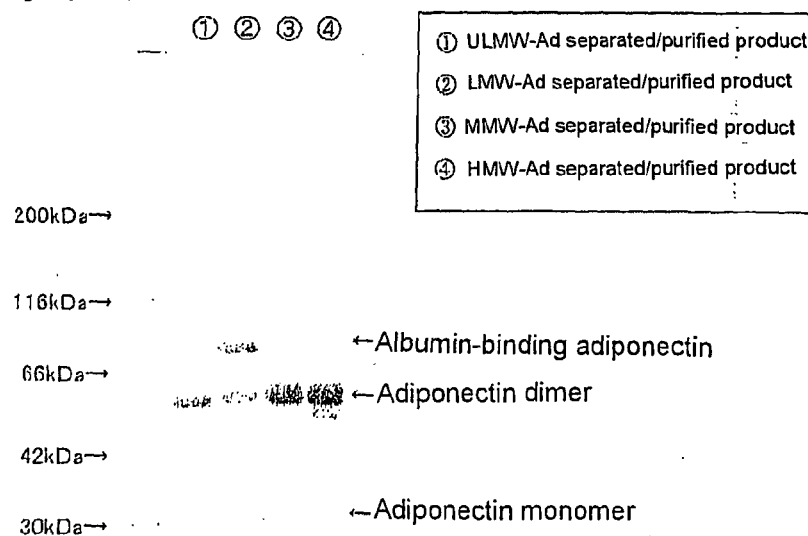 ① ② ③ ④
① ULMW-Ad separated/purified product
② LMW-Ad separated/purified product
③ MMW-Ad separated/purified product
④ HMW-Ad separated/purified product
200kDa→
116kDa→
←Albumin-binding adiponectin
66kDa→
←Adiponectin dimer
42kDa→
←Adiponectin monomer
30kDa→